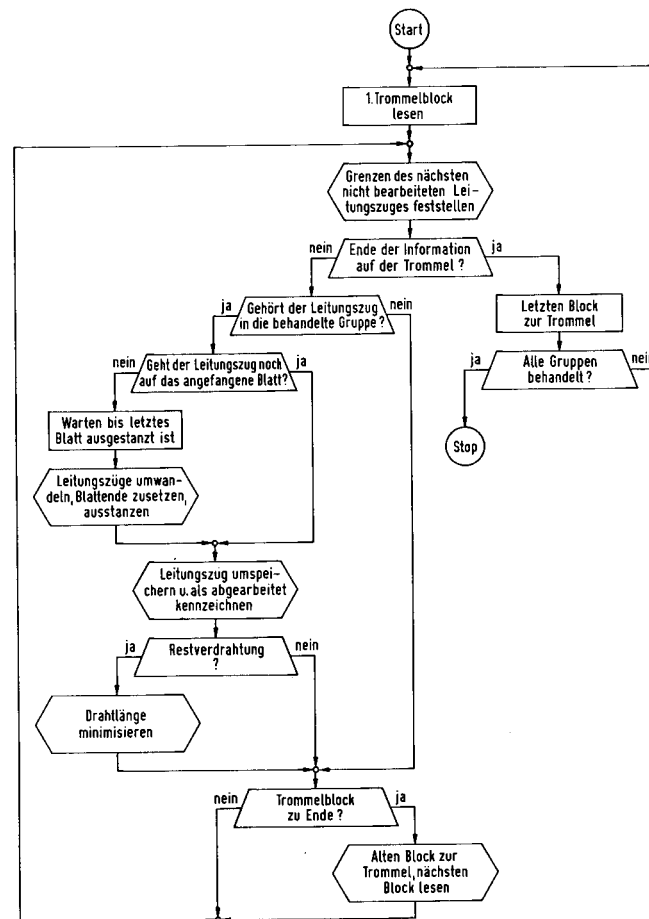 Start
1. Trommelblock
lesen
Grenzen des nächsten
nicht bearbeiteten Lei-
tungszuges feststellen
nein
Ende der Information
auf der Trommel ?
ja
ja
Gehört der Leitungszug
in die behandelte Gruppe ?
nein
Letzten Block
zur Trommel
nein
Geht der Leitungszug noch
auf das angefangene Blatt?
ja
ja
Alle Gruppen
behandelt ?
nein
Warten bis letztes
Blatt ausgestanzt ist
Stop
Leitungszüge umwan-
deln, Blattende zusetzen,
ausstanzen
Leitungszüg umspei-
chern u. als abgearbeitet
kennzeichnen
ja
Restverdrahtung
?
nein
Drahtlänge
minimisieren
nein
Trommelblock
zu Ende ?
ja
Alten Block zur
Trommel, nächsten
Block lesen